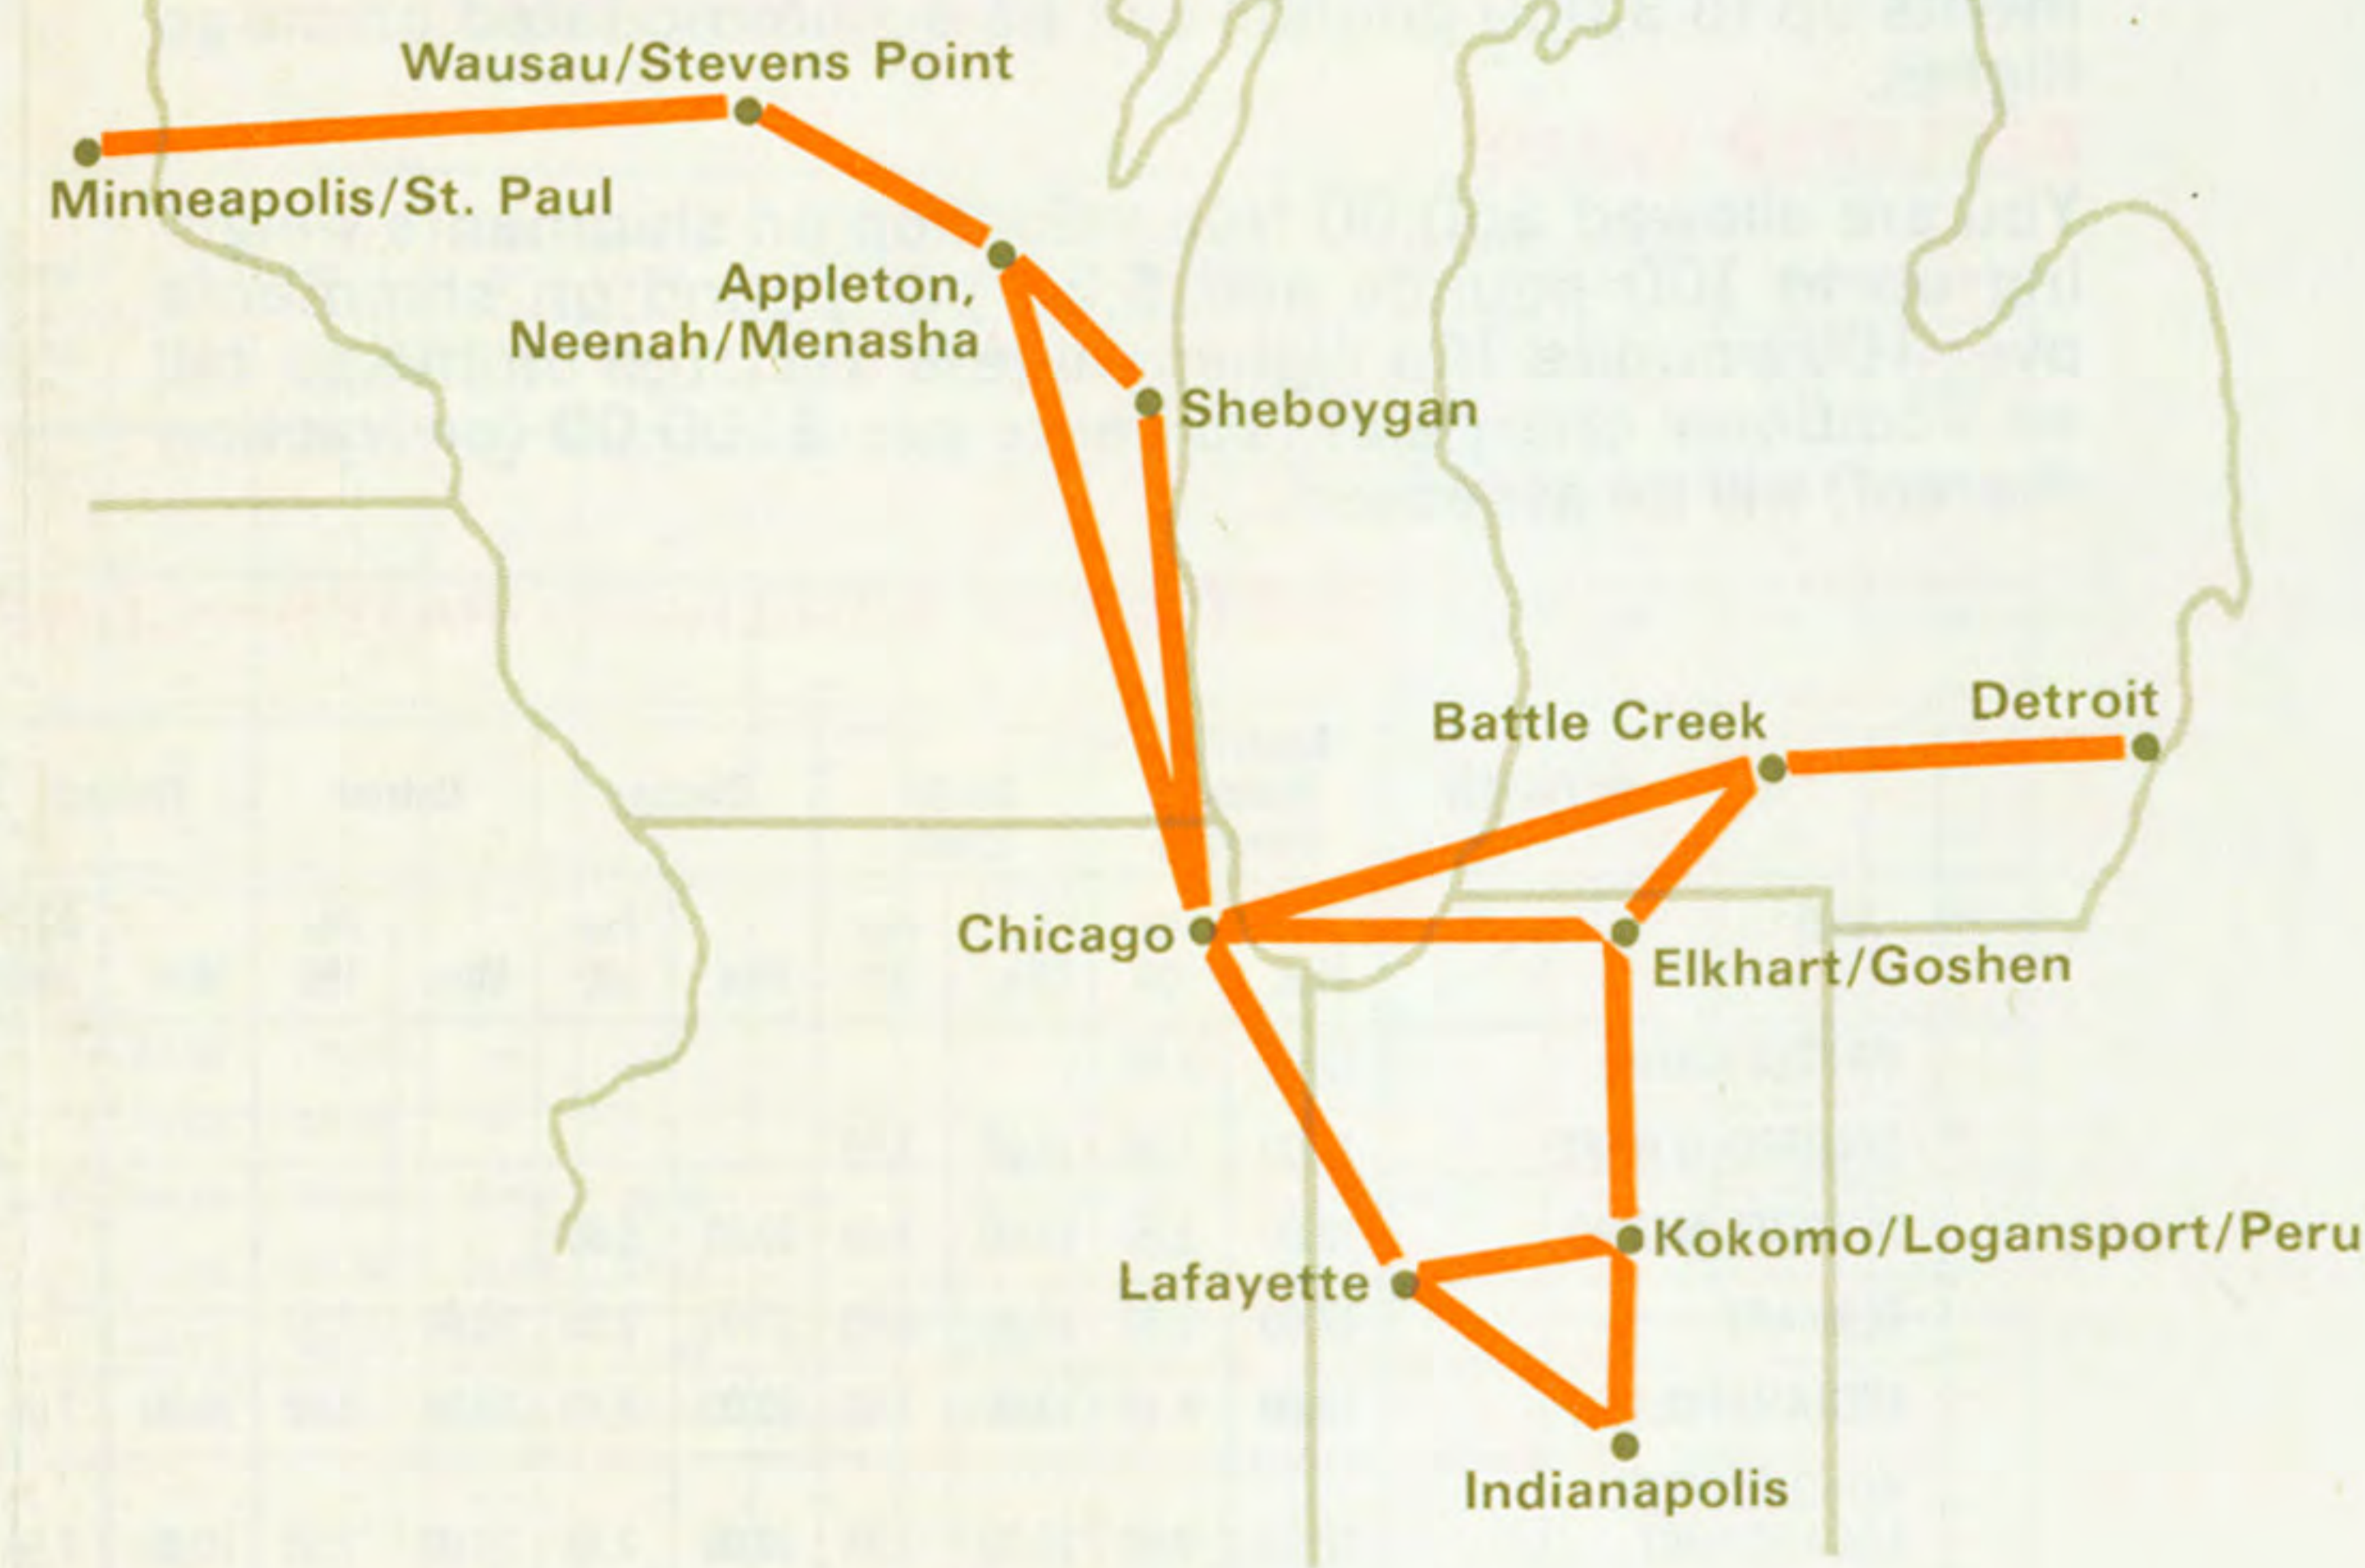 Wausau/Stevens Point
Minneapolis/St. Paul
Appleton,
Neenah/Menasha
Sheboygan
Battle Creek
Detroit
Chicago
Elkhart/Goshen
Kokomo/Logansport/Peru
Lafayette
Indianapolis